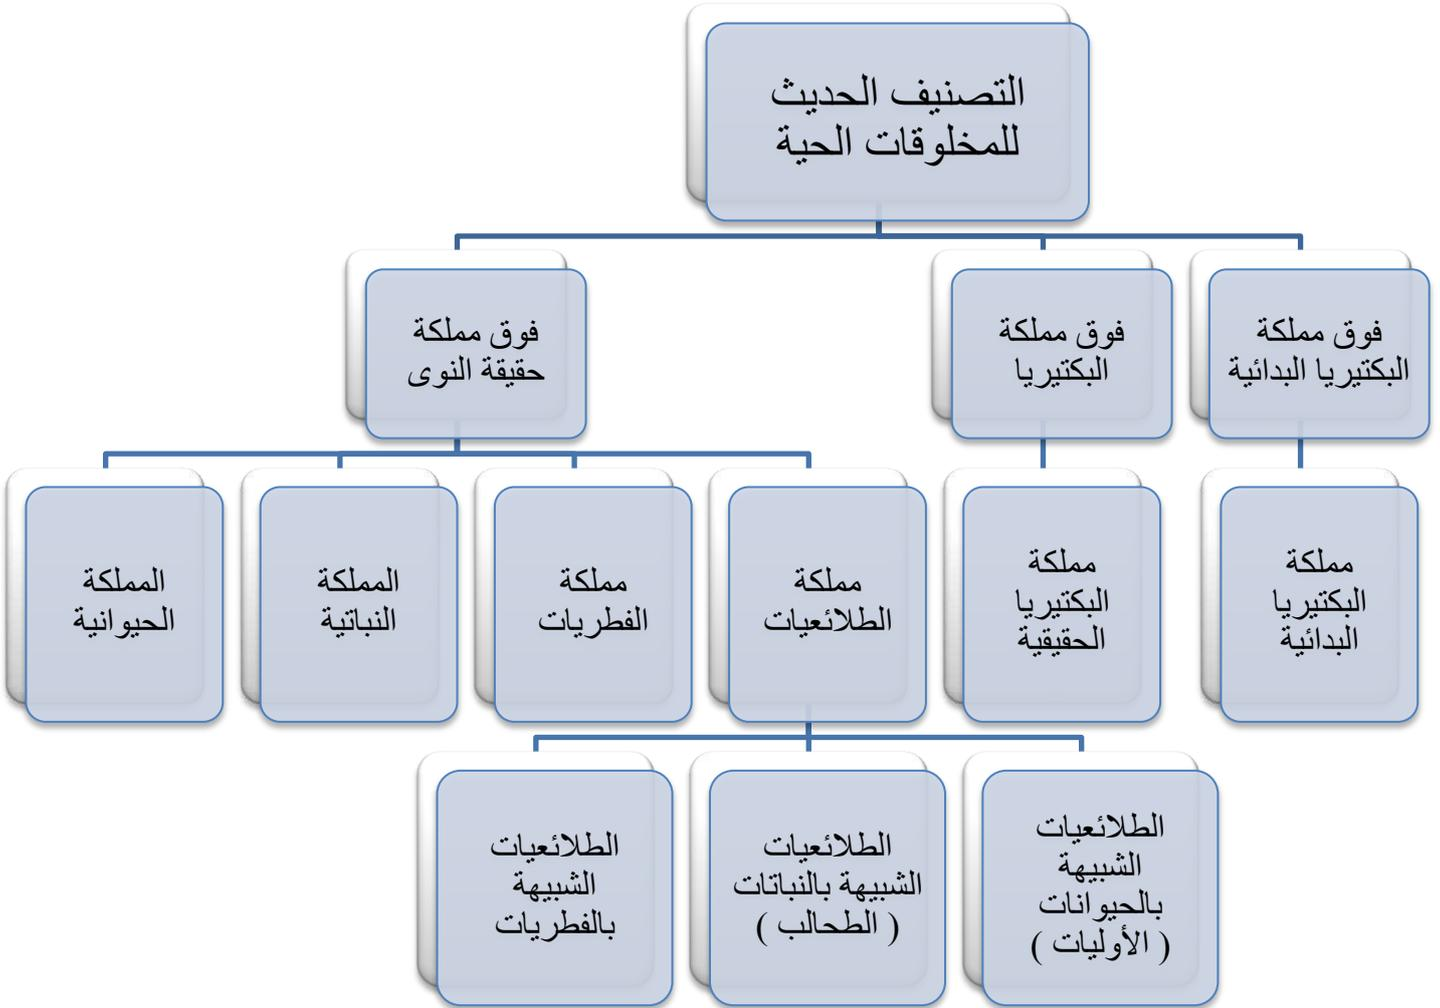 التصنيف الحديث
للمخلوقات الحية
فوق مملكة
البكتيريا البدائية
فوق مملكة
البكتيريا
فوق مملكة
حقيقة النوى
مملكة
البكتيريا
البدائية
مملكة
البكتيريا
الحقيقية
مملكة
الطلائعيات
مملكة
الفطريات
المملكة
النباتية
المملكة
الحيوانية
الطلائعيات
الشبيهة
بالحيوانات
( الأوليات )
الطلائعيات
الشبيهة بالنباتات
( الطحالب )
الطلائعيات
الشبيهة
بالفطريات